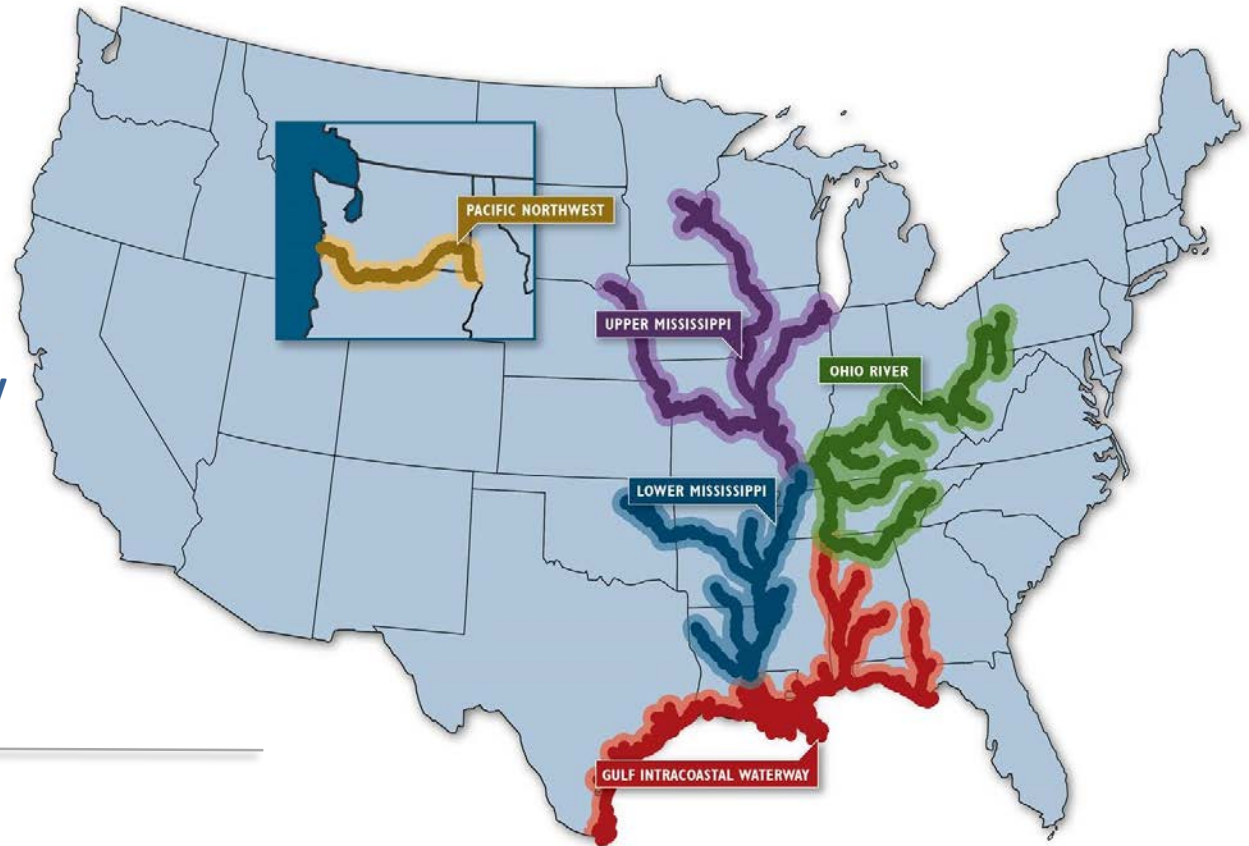 PACIFIC NORTHWEST
UPPER MISSISSIPPI
OHIO RIVER
LOWER MISSISSIPPI
GULF INTRACOASTAL WATERWAY